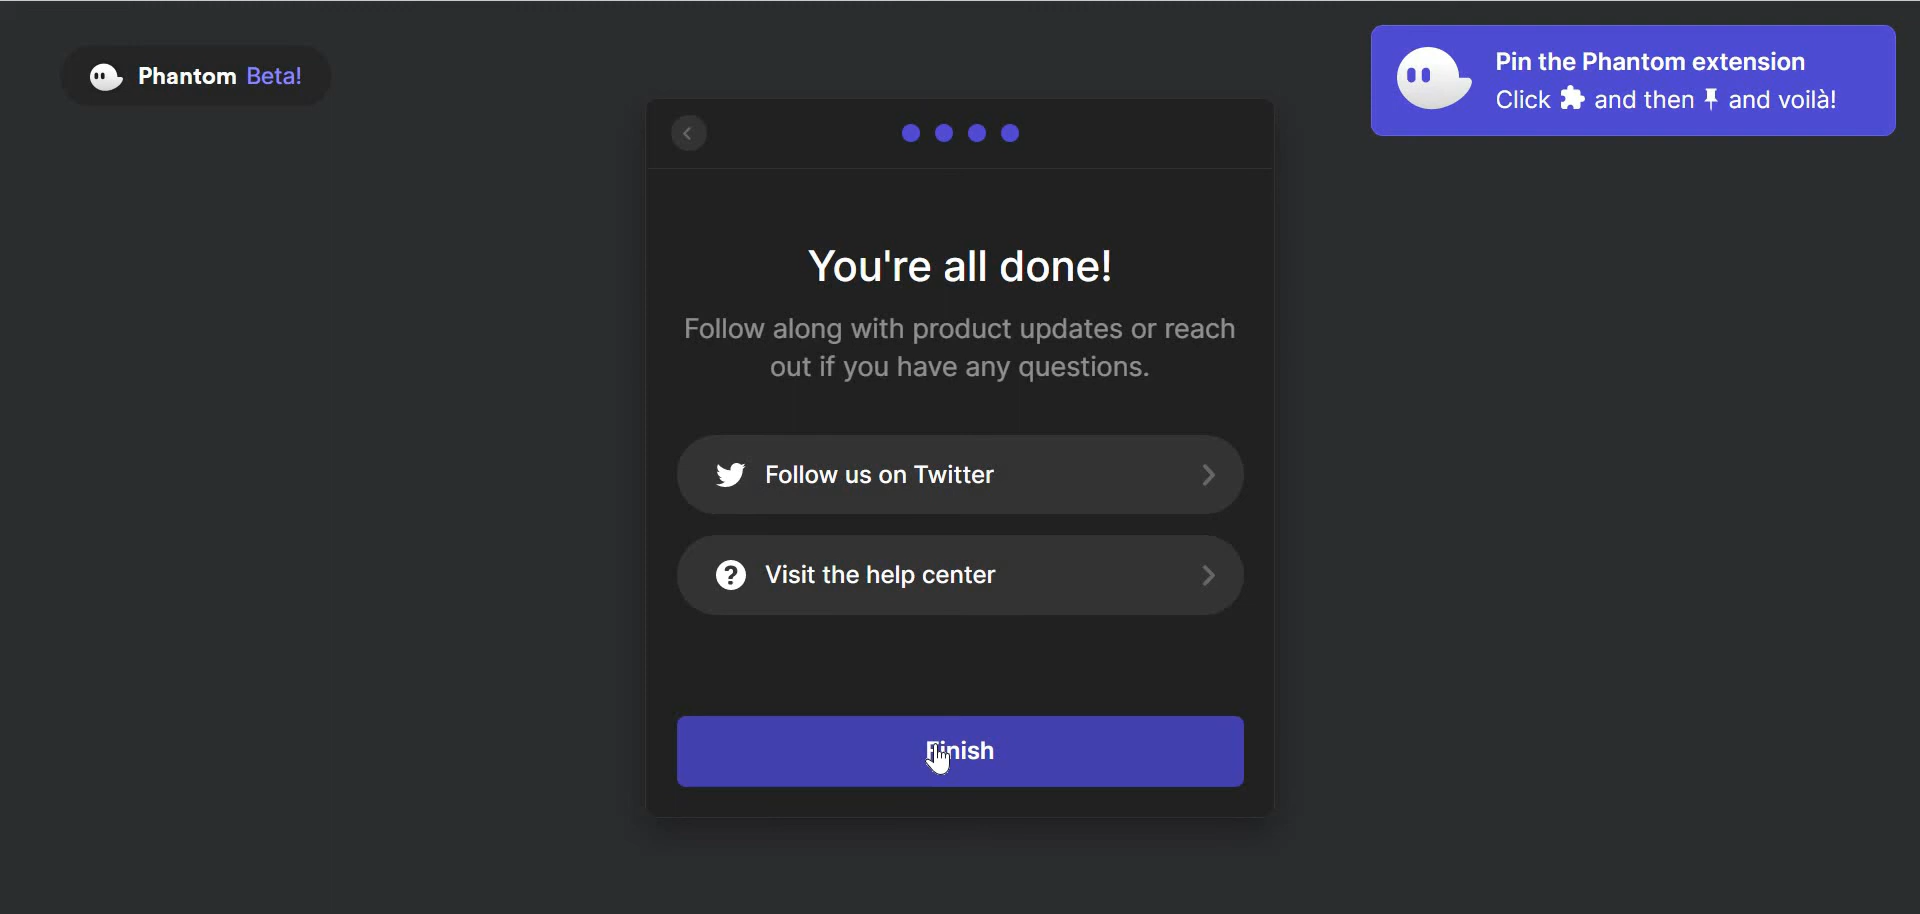 Phantom Beta!
Pin the Phantom extension
Click and then and voilà!
You're all done!
Follow along with product updates or reach
out if you have any questions.
Follow us on Twitter
Visit the help center
Finish